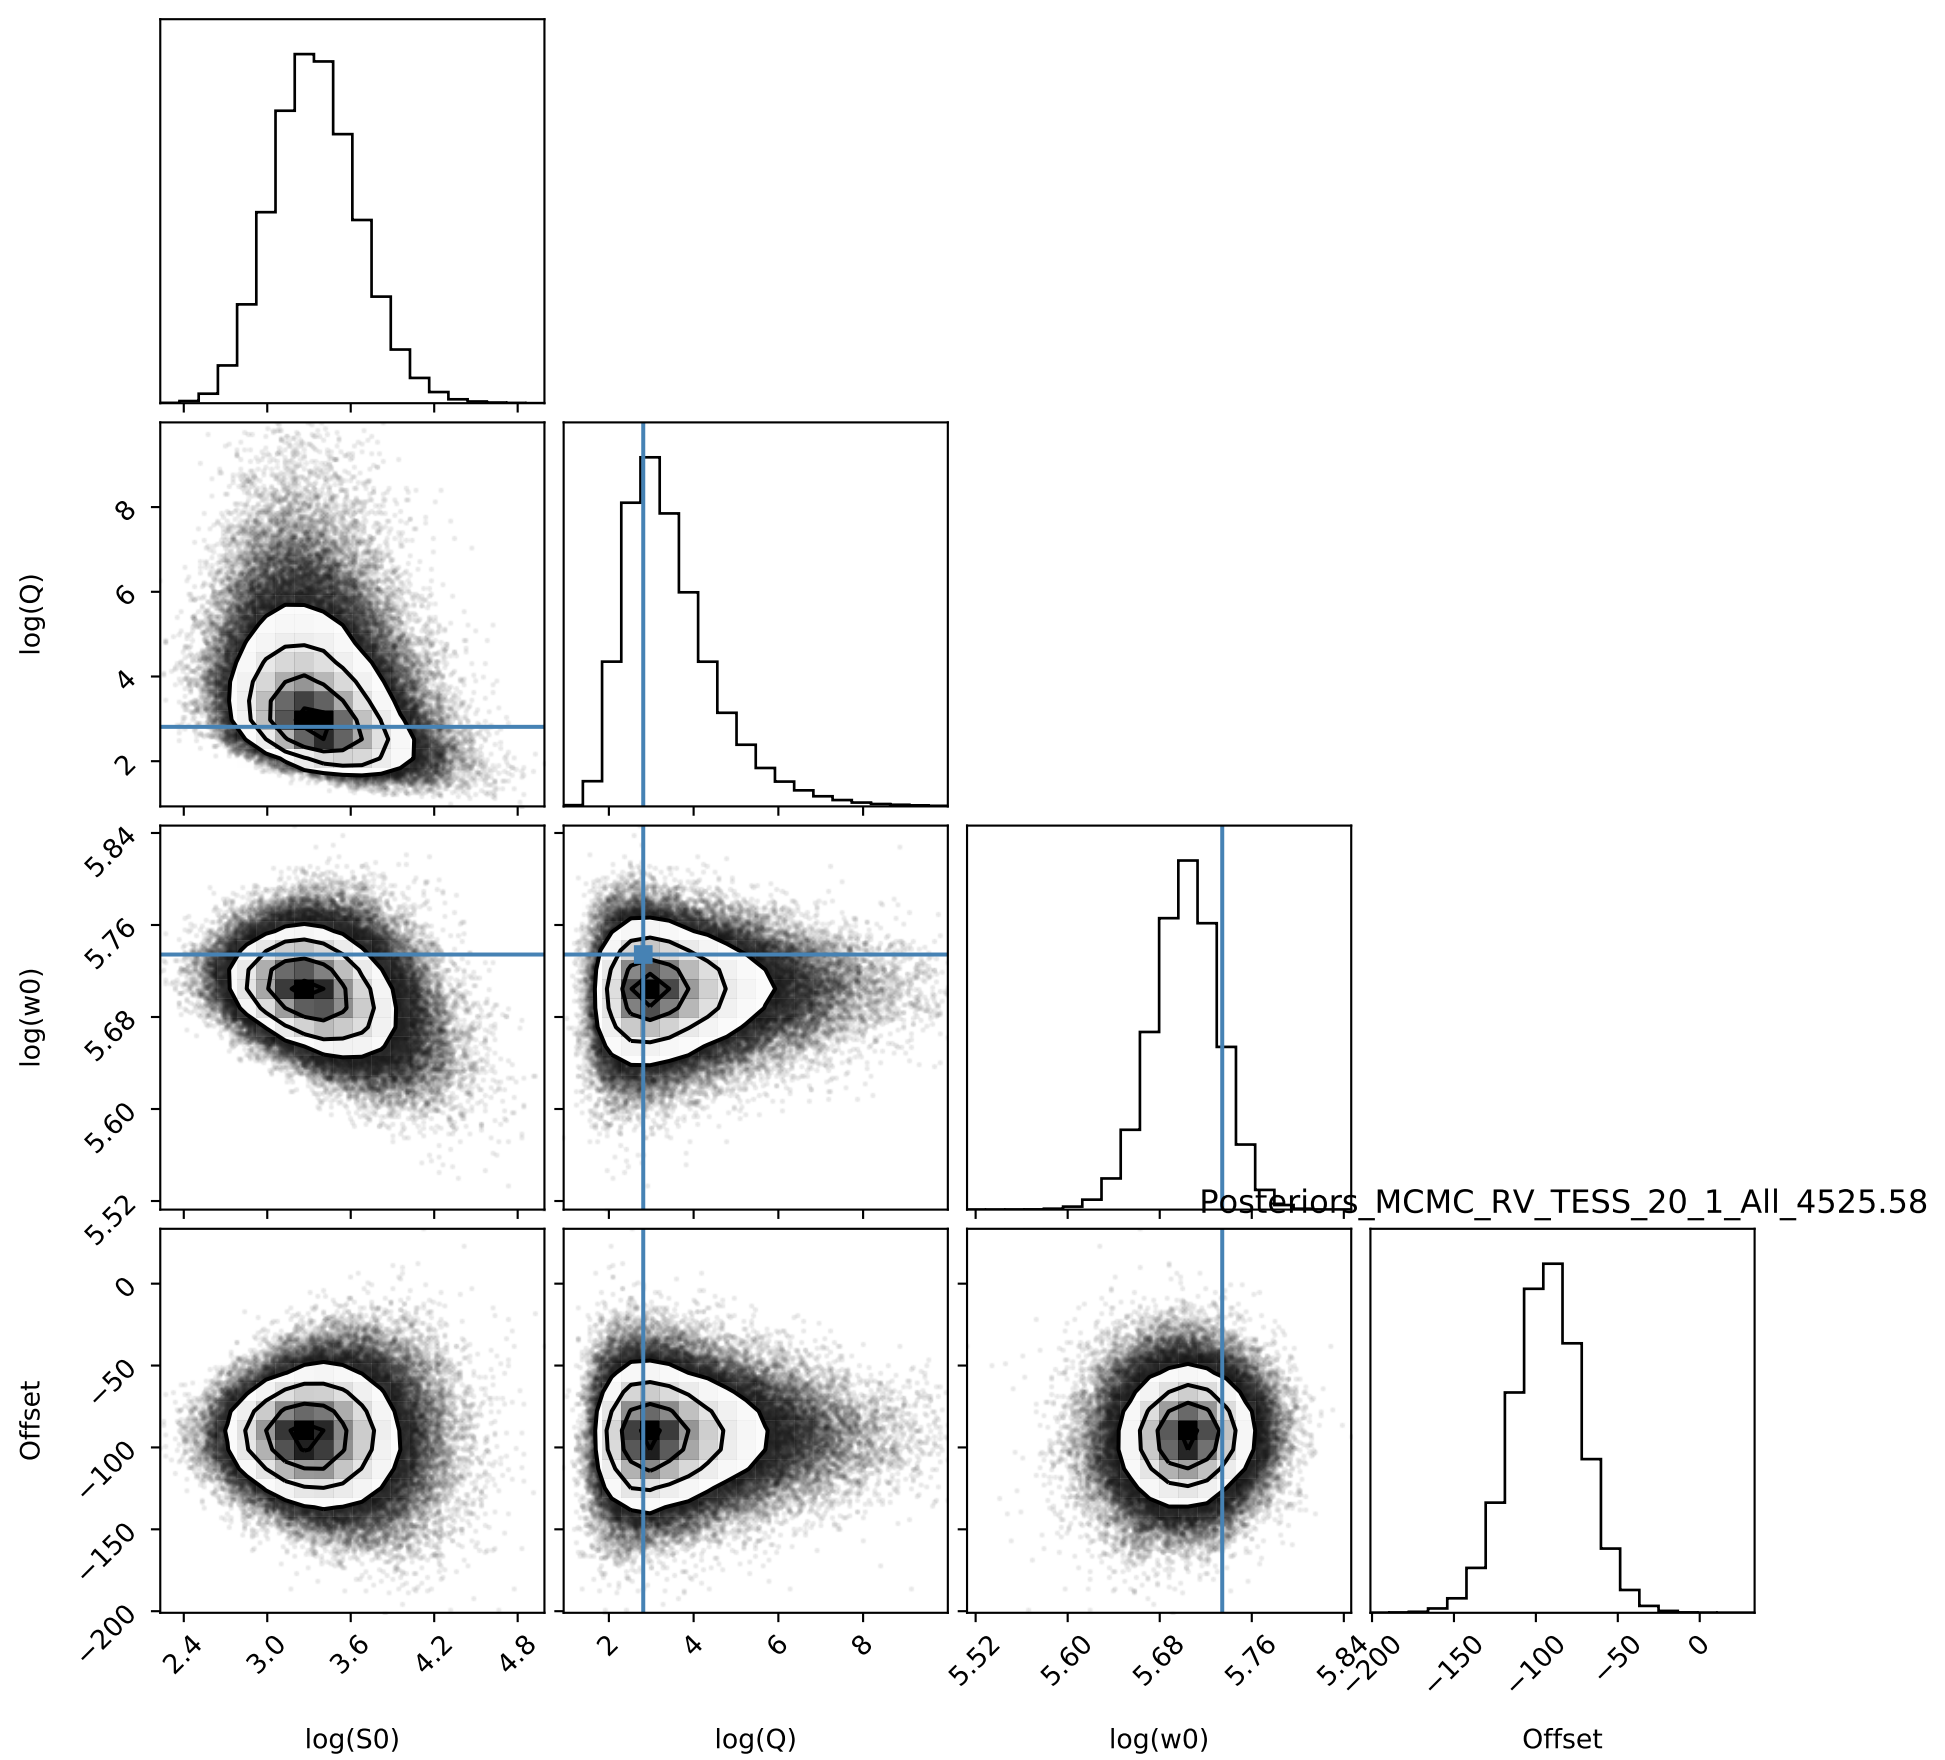 log(Q)
8
6
4
2
log(w0)
5.84
5.76
5.68
5.60
5.52
Posteriors_MCMC_RV_TESS_20_1_All_4525.58
Offset
0
−50
−100
−150
−200
2.4 3.0 3.6 4.2 4.8
2 4 6 8
5.52 5.60 5.68 5.76 5.84
−200 −150 −100 −50 0
log(S0) log(Q) log(w0) Offset